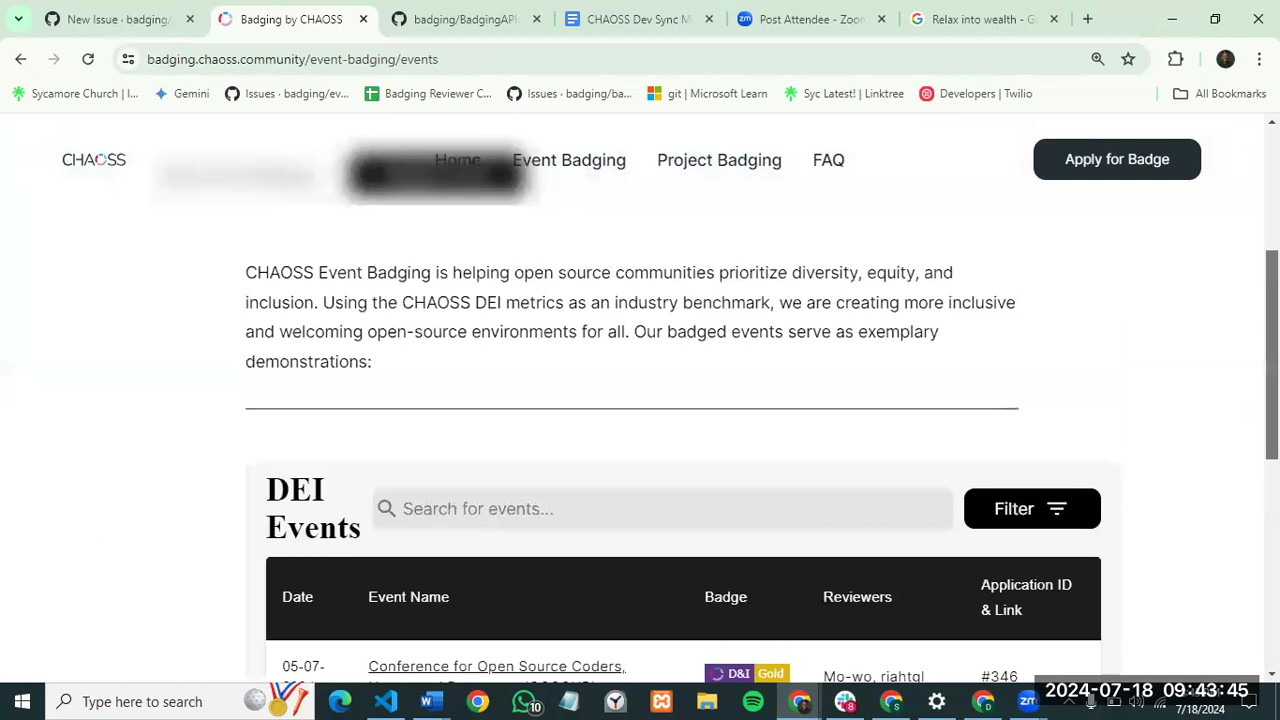 New Issue · badging/
Badging by CHAOSS
badging/BadgingAPI
CHAOSS Dev Sync M
Post Attendee - Zoom
Relax into wealth - G
badging.chaoss.community/event-badging/events
Sycamore Church | l...
Gemini
Issues · badging/ev...
Badging Reviewer C...
Issues · badging/ba...
git | Microsoft Learn
Syc Latest! | Linktree
Developers | Twilio
All Bookmarks
CHAOSS
Home
Event Badging
Project Badging
FAQ
Apply for Badge
CHAOSS Event Badging is helping open source communities prioritize diversity, equity, and
inclusion. Using the CHAOSS DEI metrics as an industry benchmark, we are creating more inclusive
and welcoming open-source environments for all. Our badged events serve as exemplary
demonstrations:
DEI
Events
Search for events...
Filter
Date
Event Name
Badge
Reviewers
Application ID
& Link
05-07-
Conference for Open Source Coders,
D&I Gold
Mo-wo, riahtql
#346
Type here to search
10
8
2024-07-18 09:43:45
7/18/2024